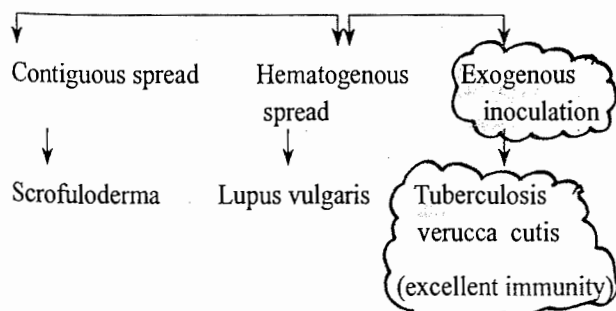 Contiguous spread
Hematogenous
spread
Exogenous
inoculation
Scrofuloderma
Lupus vulgaris
Tuberculosis
verucca cutis
(excellent immunity)